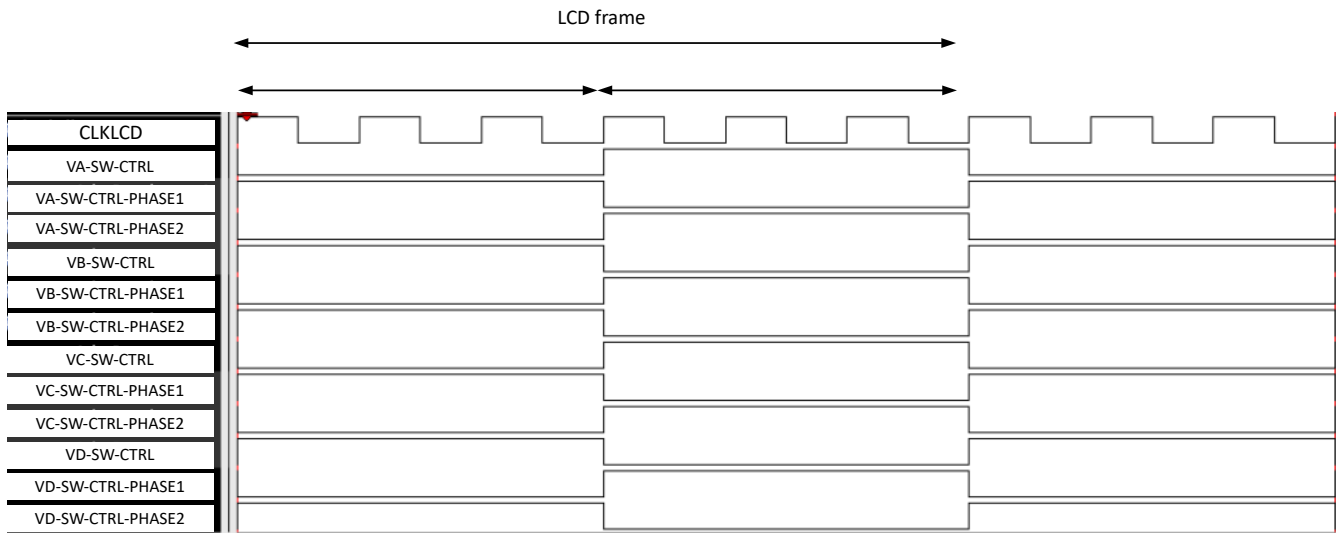 LCD frame
CLKLCD
VA-SW-CTRL
VA-SW-CTRL-PHASE1
VA-SW-CTRL-PHASE2
VB-SW-CTRL
VB-SW-CTRL-PHASE1
VB-SW-CTRL-PHASE2
VC-SW-CTRL
VC-SW-CTRL-PHASE1
VC-SW-CTRL-PHASE2
VD-SW-CTRL
VD-SW-CTRL-PHASE1
VD-SW-CTRL-PHASE2